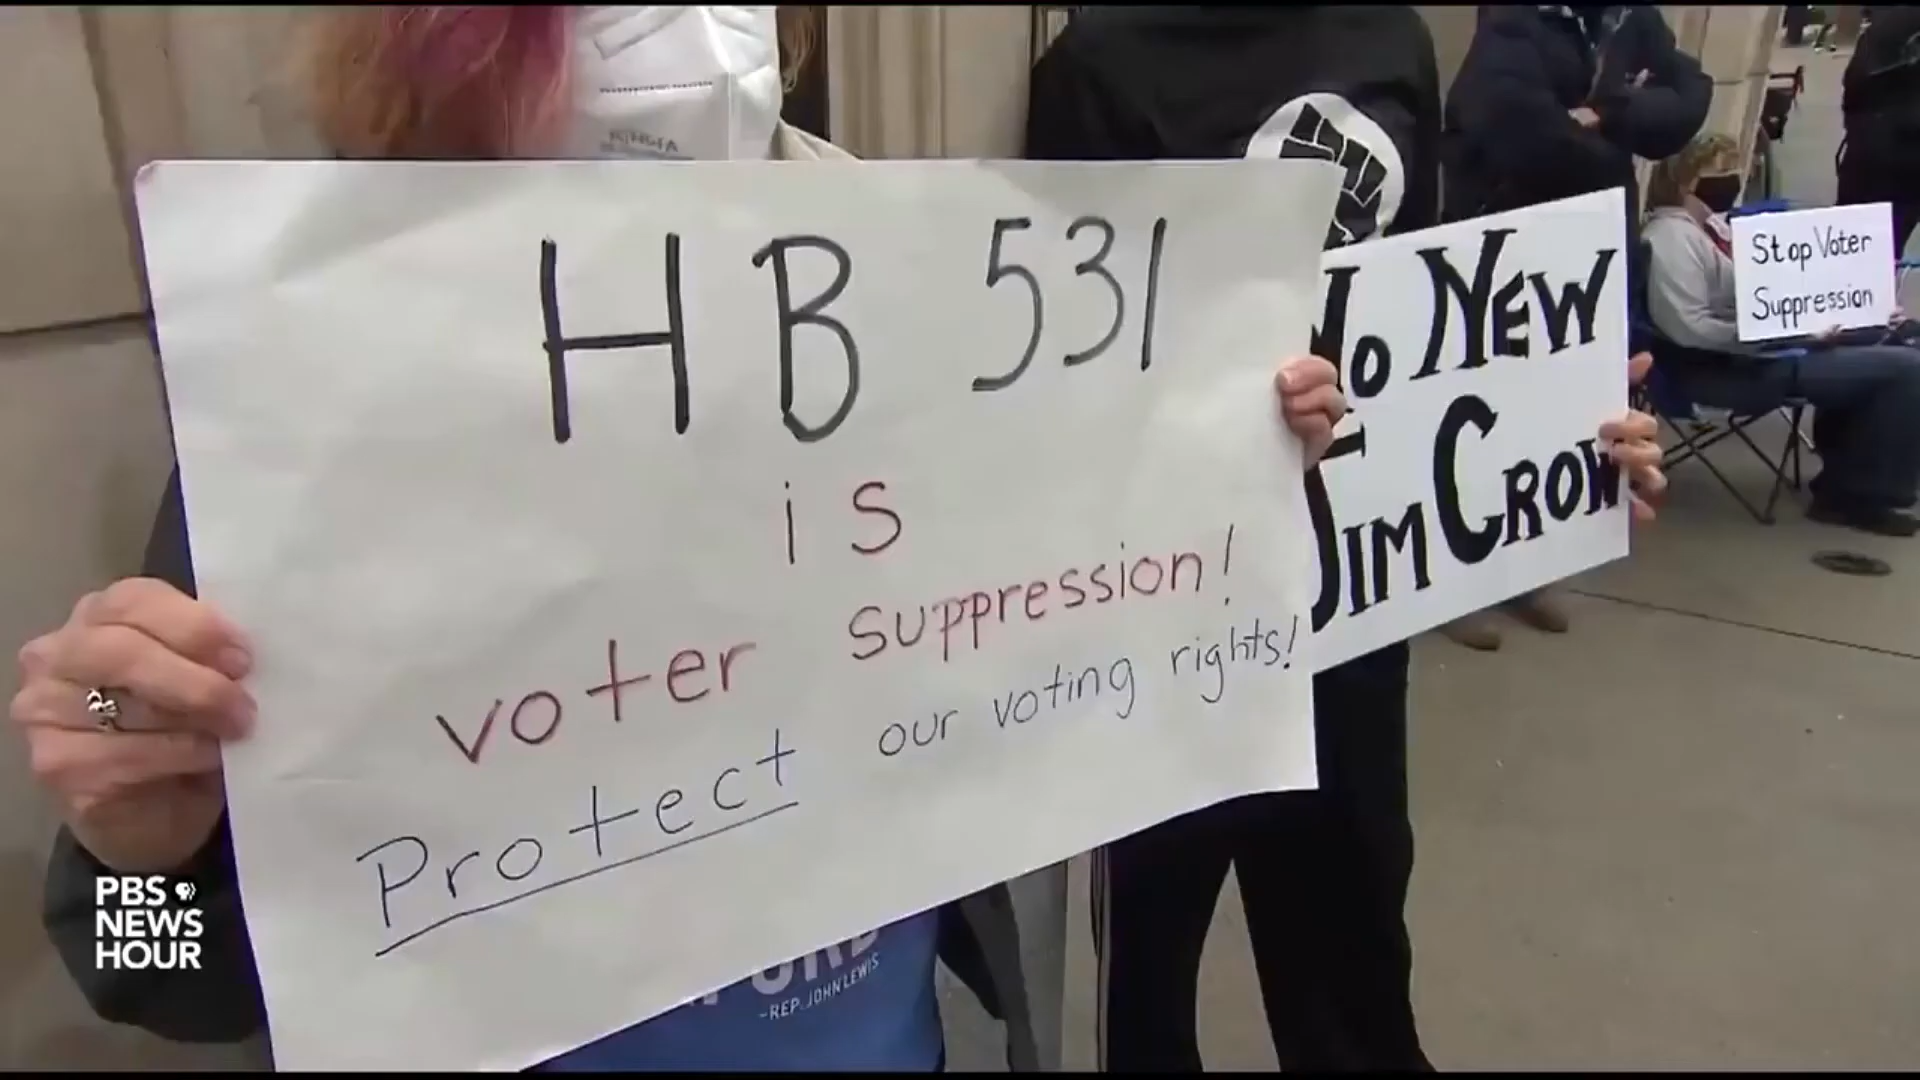 HB 531
is
voter suppression!
Protect our voting rights!
No New
Jim Crow
Stop Voter
Suppression
PBS
NEWS
HOUR
-REP. JOHN LEWIS